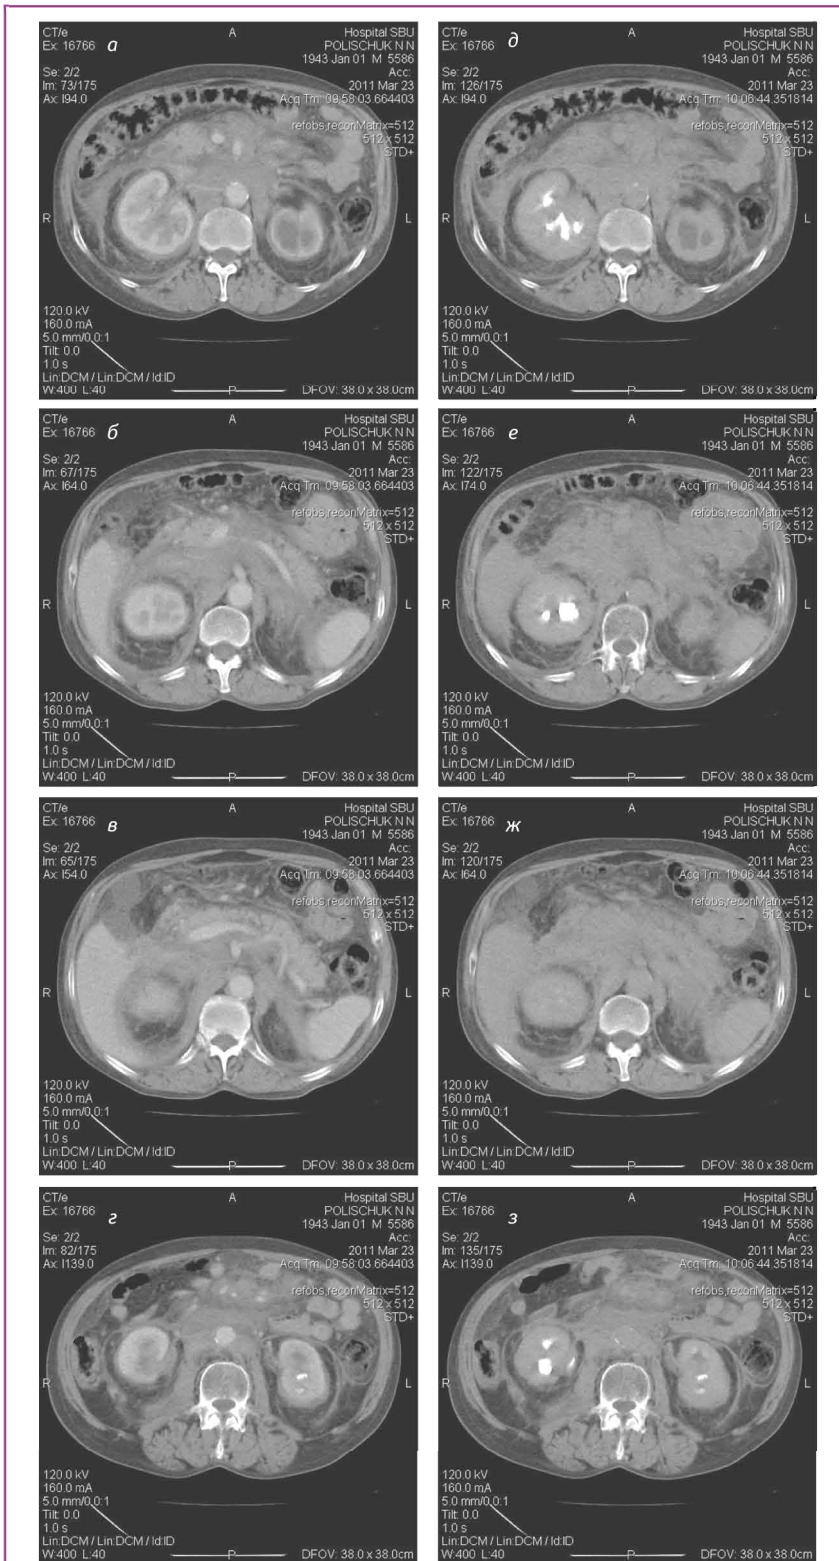 CT/e
Ex: 16766
а
A
Hospital SBU
POLISCHUK N N
1943 Jan 01 M 5586
Acc:
2011 Mar 23
Acq Tm: 09:58:03.664403
Se: 2/2
Im: 73/175
Ax: I94.0
refobs,reconMatrix=512
512 x 512
STD+
R
L
120.0 kV
160.0 mA
5.0 mm/0,0:1
Tilt: 0.0
1.0 s
Lin:DCM / Lin:DCM / Id:ID
W:400 L:40
P
DFOV: 38.0 x 38.0cm
CT/e
Ex: 16766
д
A
Hospital SBU
POLISCHUK N N
1943 Jan 01 M 5586
Acc:
2011 Mar 23
Acq Tm: 10:06:44.351814
Se: 2/2
Im: 126/175
Ax: I94.0
refobs,reconMatrix=512
512 x 512
STD+
R
L
120.0 kV
160.0 mA
5.0 mm/0,0:1
Tilt: 0.0
1.0 s
Lin:DCM / Lin:DCM / Id:ID
W:400 L:40
P
DFOV: 38.0 x 38.0cm
CT/e
Ex: 16766
б
A
Hospital SBU
POLISCHUK N N
1943 Jan 01 M 5586
Acc:
2011 Mar 23
Acq Tm: 09:58:03.664403
Se: 2/2
Im: 67/175
Ax: I64.0
refobs,reconMatrix=512
512 x 512
STD+
R
L
120.0 kV
160.0 mA
5.0 mm/0,0:1
Tilt: 0.0
1.0 s
Lin:DCM / Lin:DCM / Id:ID
W:400 L:40
P
DFOV: 38.0 x 38.0cm
CT/e
Ex: 16766
е
A
Hospital SBU
POLISCHUK N N
1943 Jan 01 M 5586
Acc:
2011 Mar 23
Acq Tm: 10:06:44.351814
Se: 2/2
Im: 122/175
Ax: I74.0
refobs,reconMatrix=512
512 x 512
STD+
R
L
120.0 kV
160.0 mA
5.0 mm/0,0:1
Tilt: 0.0
1.0 s
Lin:DCM / Lin:DCM / Id:ID
W:400 L:40
P
DFOV: 38.0 x 38.0cm
CT/e
Ex: 16766
в
A
Hospital SBU
POLISCHUK N N
1943 Jan 01 M 5586
Acc:
2011 Mar 23
Acq Tm: 09:58:03.664403
Se: 2/2
Im: 65/175
Ax: I54.0
refobs,reconMatrix=512
512 x 512
STD+
R
L
120.0 kV
160.0 mA
5.0 mm/0,0:1
Tilt: 0.0
1.0 s
Lin:DCM / Lin:DCM / Id:ID
W:400 L:40
P
DFOV: 38.0 x 38.0cm
CT/e
Ex: 16766
ж
A
Hospital SBU
POLISCHUK N N
1943 Jan 01 M 5586
Acc:
2011 Mar 23
Acq Tm: 10:06:44.351814
Se: 2/2
Im: 120/175
Ax: I64.0
refobs,reconMatrix=512
512 x 512
STD+
R
L
120.0 kV
160.0 mA
5.0 mm/0,0:1
Tilt: 0.0
1.0 s
Lin:DCM / Lin:DCM / Id:ID
W:400 L:40
P
DFOV: 38.0 x 38.0cm
CT/e
Ex: 16766
г
A
Hospital SBU
POLISCHUK N N
1943 Jan 01 M 5586
Acc:
2011 Mar 23
Acq Tm: 09:58:03.664403
Se: 2/2
Im: 82/175
Ax: I139.0
refobs,reconMatrix=512
512 x 512
STD+
R
L
120.0 kV
160.0 mA
5.0 mm/0,0:1
Tilt: 0.0
1.0 s
Lin:DCM / Lin:DCM / Id:ID
W:400 L:40
P
DFOV: 38.0 x 38.0cm
CT/e
Ex: 16766
з
A
Hospital SBU
POLISCHUK N N
1943 Jan 01 M 5586
Acc:
2011 Mar 23
Acq Tm: 10:06:44.351814
Se: 2/2
Im: 135/175
Ax: I139.0
refobs,reconMatrix=512
512 x 512
STD+
R
L
120.0 kV
160.0 mA
5.0 mm/0,0:1
Tilt: 0.0
1.0 s
Lin:DCM / Lin:DCM / Id:ID
W:400 L:40
P
DFOV: 38.0 x 38.0cm